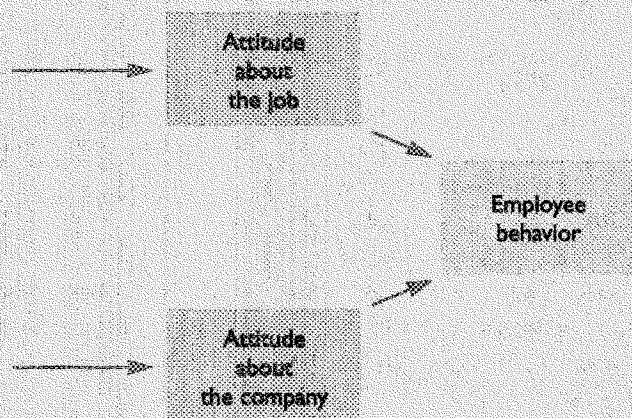 Attitude
about
the job
Employee
behavior
Attitude
about
the company